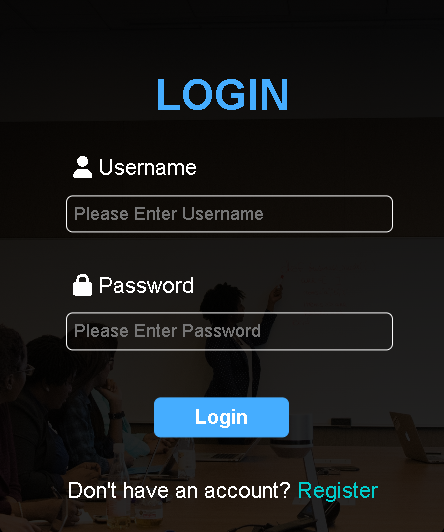 LOGIN
Username
Please Enter Username
Password
Please Enter Password
Login
Don't have an account? Register